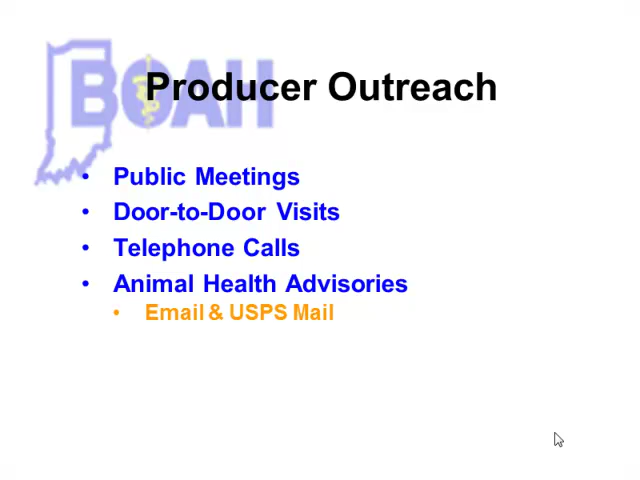 BOAH
Producer Outreach
• Public Meetings
• Door-to-Door Visits
• Telephone Calls
• Animal Health Advisories
• Email & USPS Mail